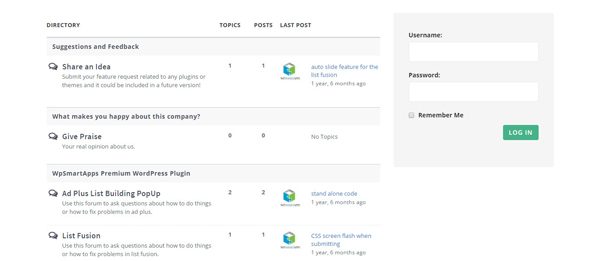 DIRECTORY TOPICS POSTS LAST POST
Suggestions and Feedback
Share an Idea 1 1 auto slide feature for the
Submit your feature request related to any plugins or list fusion
themes and it could be included in a future version! 1 year, 6 months ago
What makes you happy about this company?
Give Praise 0 0 No Topics
Your real opinion about us.
WpSmartApps Premium WordPress Plugin
Ad Plus List Building PopUp 2 2 stand alone code
Use this forum to ask questions about how to do things 1 year, 6 months ago
or how to fix problems in ad plus.
List Fusion 1 1 CSS screen flash when
Use this forum to ask questions about how to do things submitting
or how to fix problems in list fusion. 1 year, 6 months ago
Username:
Password:
Remember Me
LOG IN